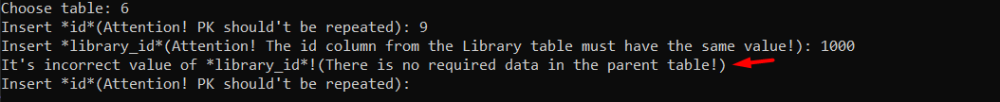 Choose table: 6
Insert *id*(Attention! PK should't be repeated): 9
Insert *library_id*(Attention! The id column from the Library table must have the same value!): 1000
It's incorrect value of *library_id*!(There is no required data in the parent table!)
Insert *id*(Attention! PK should't be repeated):